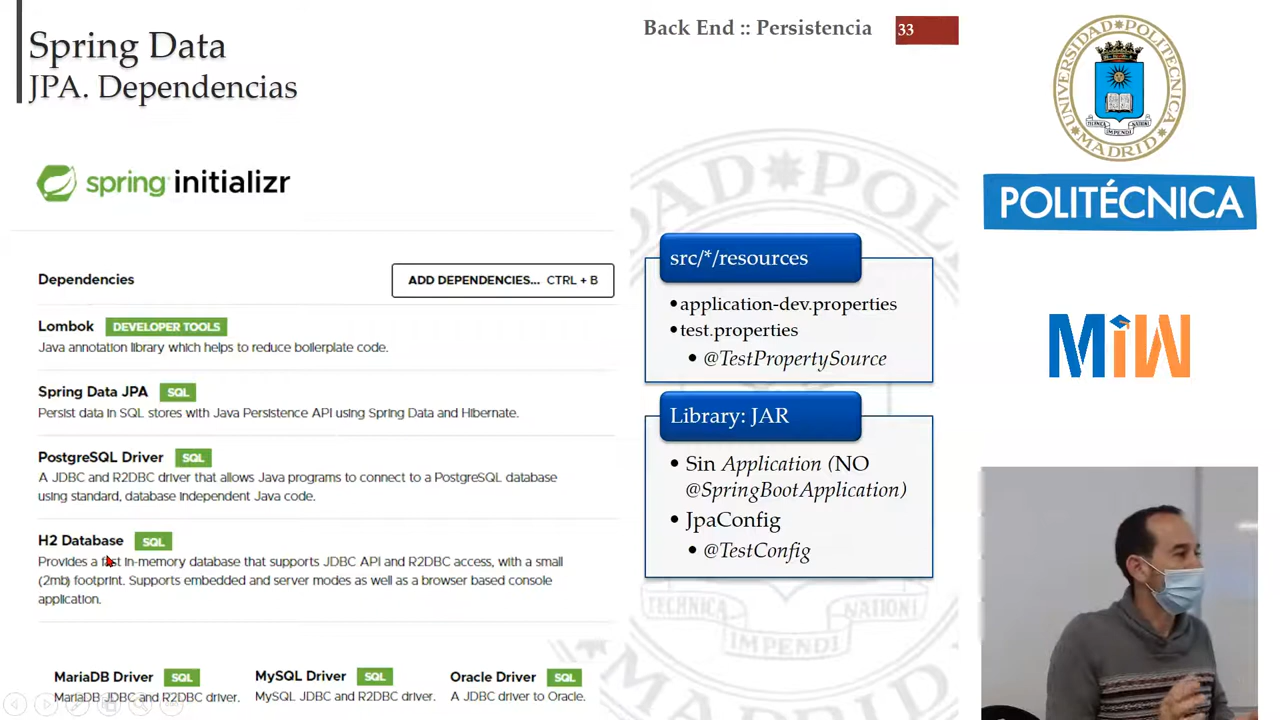 Spring Data
JPA. Dependencias
Back End :: Persistencia
33
spring initializr
Dependencies
ADD DEPENDENCIES... CTRL + B
Lombok DEVELOPER TOOLS
Java annotation library which helps to reduce boilerplate code.
Spring Data JPA SQL
Persist data in SQL stores with Java Persistence API using Spring Data and Hibernate.
PostgreSQL Driver SQL
A JDBC and R2DBC driver that allows Java programs to connect to a PostgreSQL database
using standard, database independent Java code.
H2 Database SQL
Provides a fast in-memory database that supports JDBC API and R2DBC access, with a small
(2mb) footprint. Supports embedded and server modes as well as a browser based console
application.
MariaDB Driver SQL
MariaDB JDBC and R2DBC driver.
MySQL Driver SQL
MySQL JDBC and R2DBC driver.
Oracle Driver SQL
A JDBC driver to Oracle.
src/*/resources
•application-dev.properties
•test.properties
• @TestPropertySource
Library: JAR
• Sin Application (NO
@SpringBootApplication)
• JpaConfig
• @TestConfig
TECHNICA IMPENDI NATIONI
UNIVERSIDAD POLITECNICA
MADRID
POLITÉCNICA
MiW